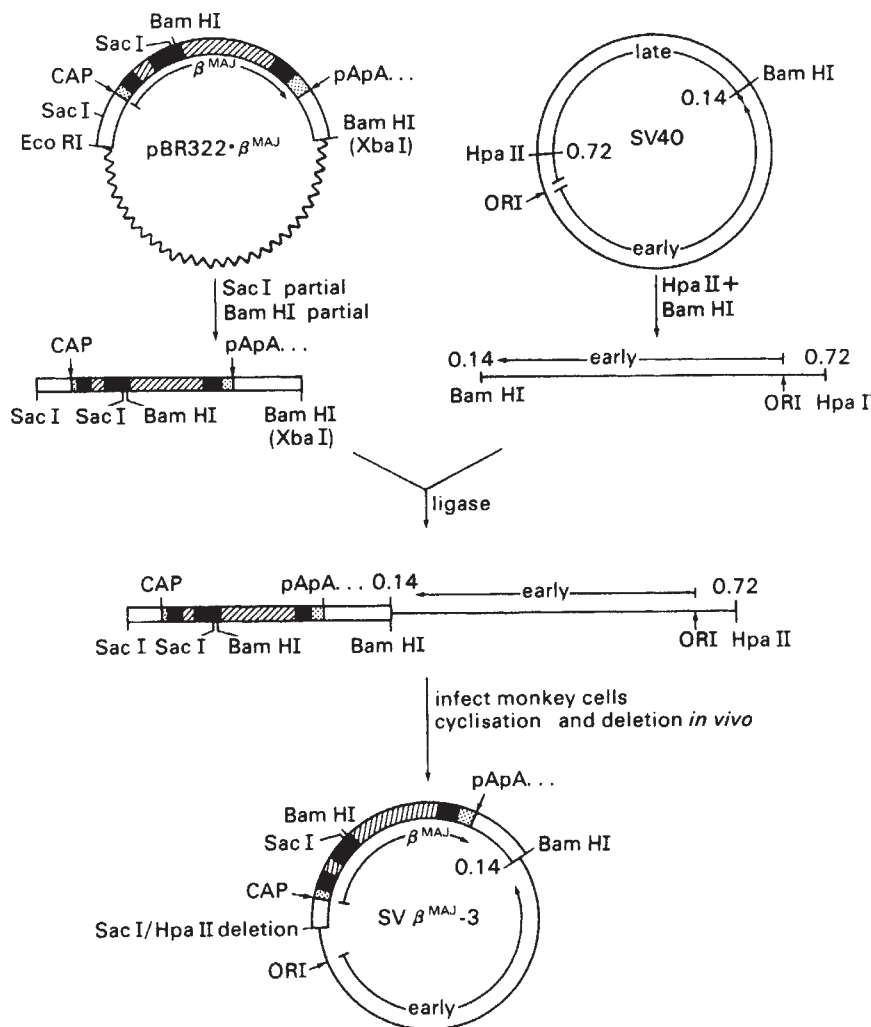 Bam HI
Sac I
CAP
Sac I
Eco RI
β MAJ
pApA...
Bam HI
(Xba I)
pBR322・β MAJ
late
Bam HI
0.14
SV40
Hpa II
0.72
ORI
early
Sac I partial
Bam HI partial
Hpa II +
Bam HI
CAP
pApA...
Sac I Sac I Bam HI Bam HI
(Xba I)
0.14 early 0.72
Bam HI
ORI Hpa I
ligase
CAP pApA... 0.14 early 0.72
Sac I Sac I Bam HI Bam HI ORI Hpa II
infect monkey cells
cyclisation and deletion in vivo
pApA...
Bam HI
Sac I
β MAJ
Bam HI
0.14
CAP
SV β MAJ-3
Sac I/Hpa II deletion
ORI
early